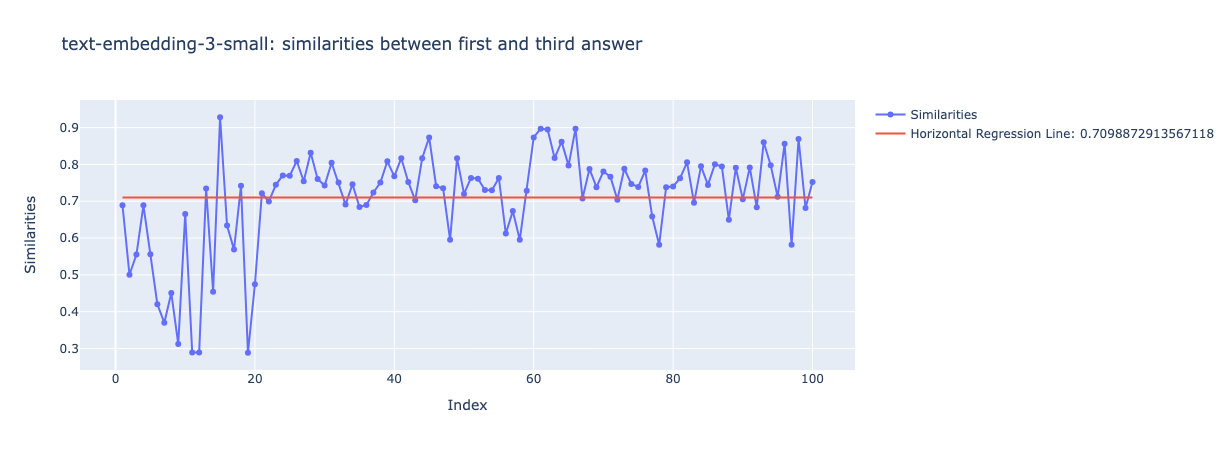 text-embedding-3-small: similarities between first and third answer
Similarities
Horizontal Regression Line: 0.7098872913567118
0.9
0.8
0.7
0.6
0.5
0.4
0.3
Similarities
0 20 40 60 80 100
Index